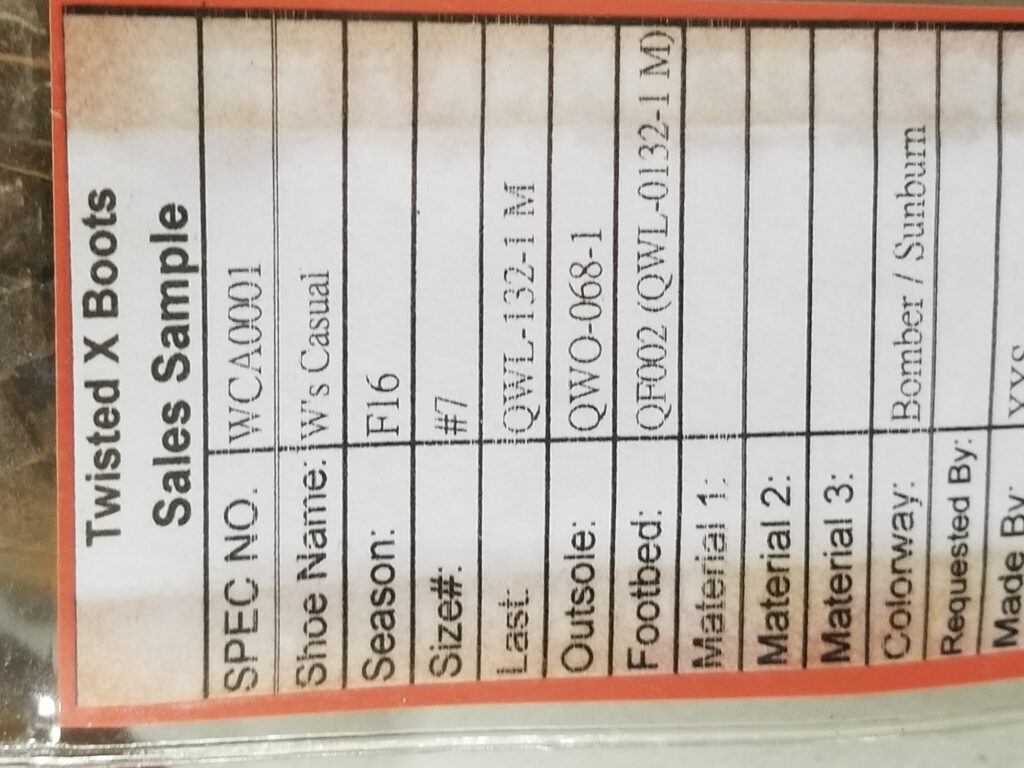 Twisted X Boots
Sales Sample
SPEC NO. WCA0001
Shoe Name: W's Casual
Season: F16
Size#: #7
Last: QWL-132-1 M
Outsole: QWO-068-1
Footbed: QF002 (QWL-0132-1 M)
Material 1:
Material 2:
Material 3:
Colorway: Bomber / Sunburn
Requested By:
Made By: